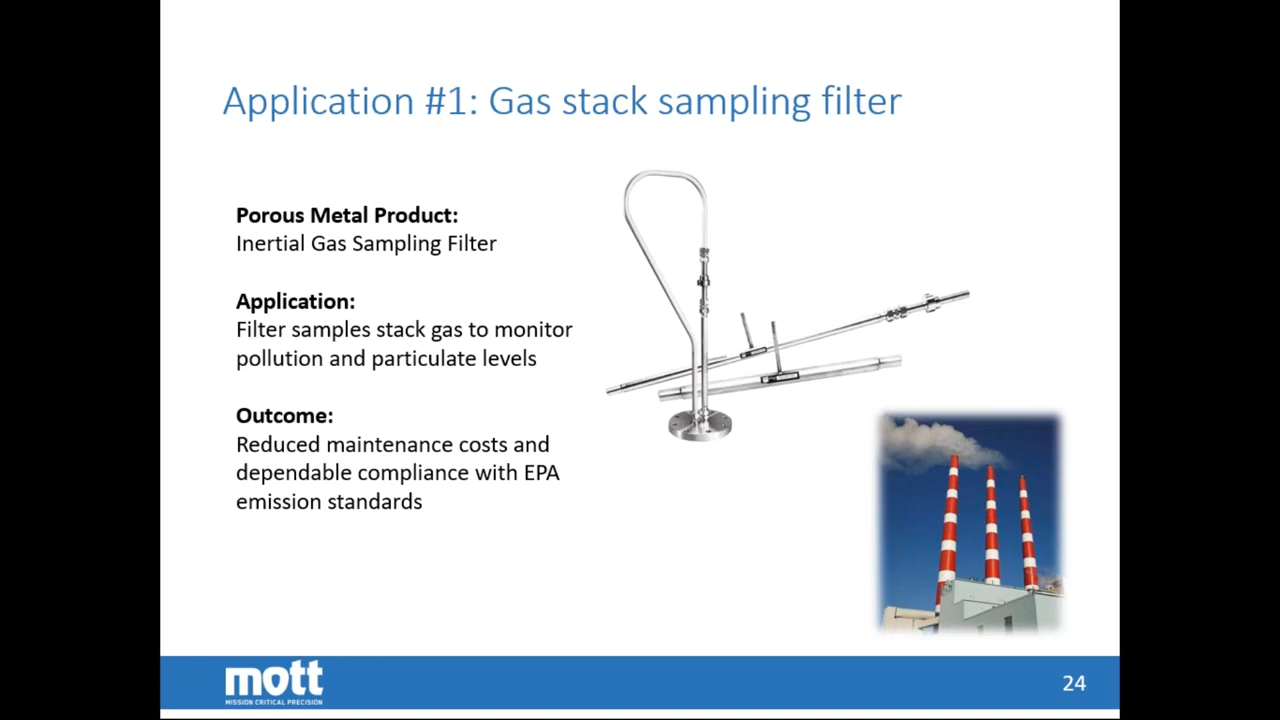 Application #1: Gas stack sampling filter
Porous Metal Product:
Inertial Gas Sampling Filter
Application:
Filter samples stack gas to monitor
pollution and particulate levels
Outcome:
Reduced maintenance costs and
dependable compliance with EPA
emission standards
mott
MISSION CRITICAL PRECISION
24